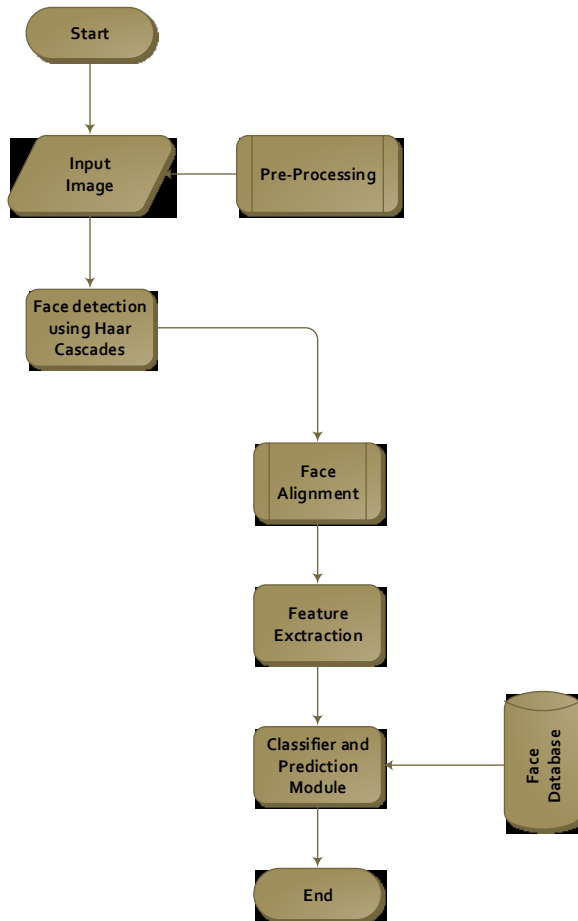 Start
Input
Image
Pre-Processing
Face detection
using Haar
Cascades
Face
Alignment
Feature
Exctraction
Classifier and
Prediction
Module
Face
Database
End